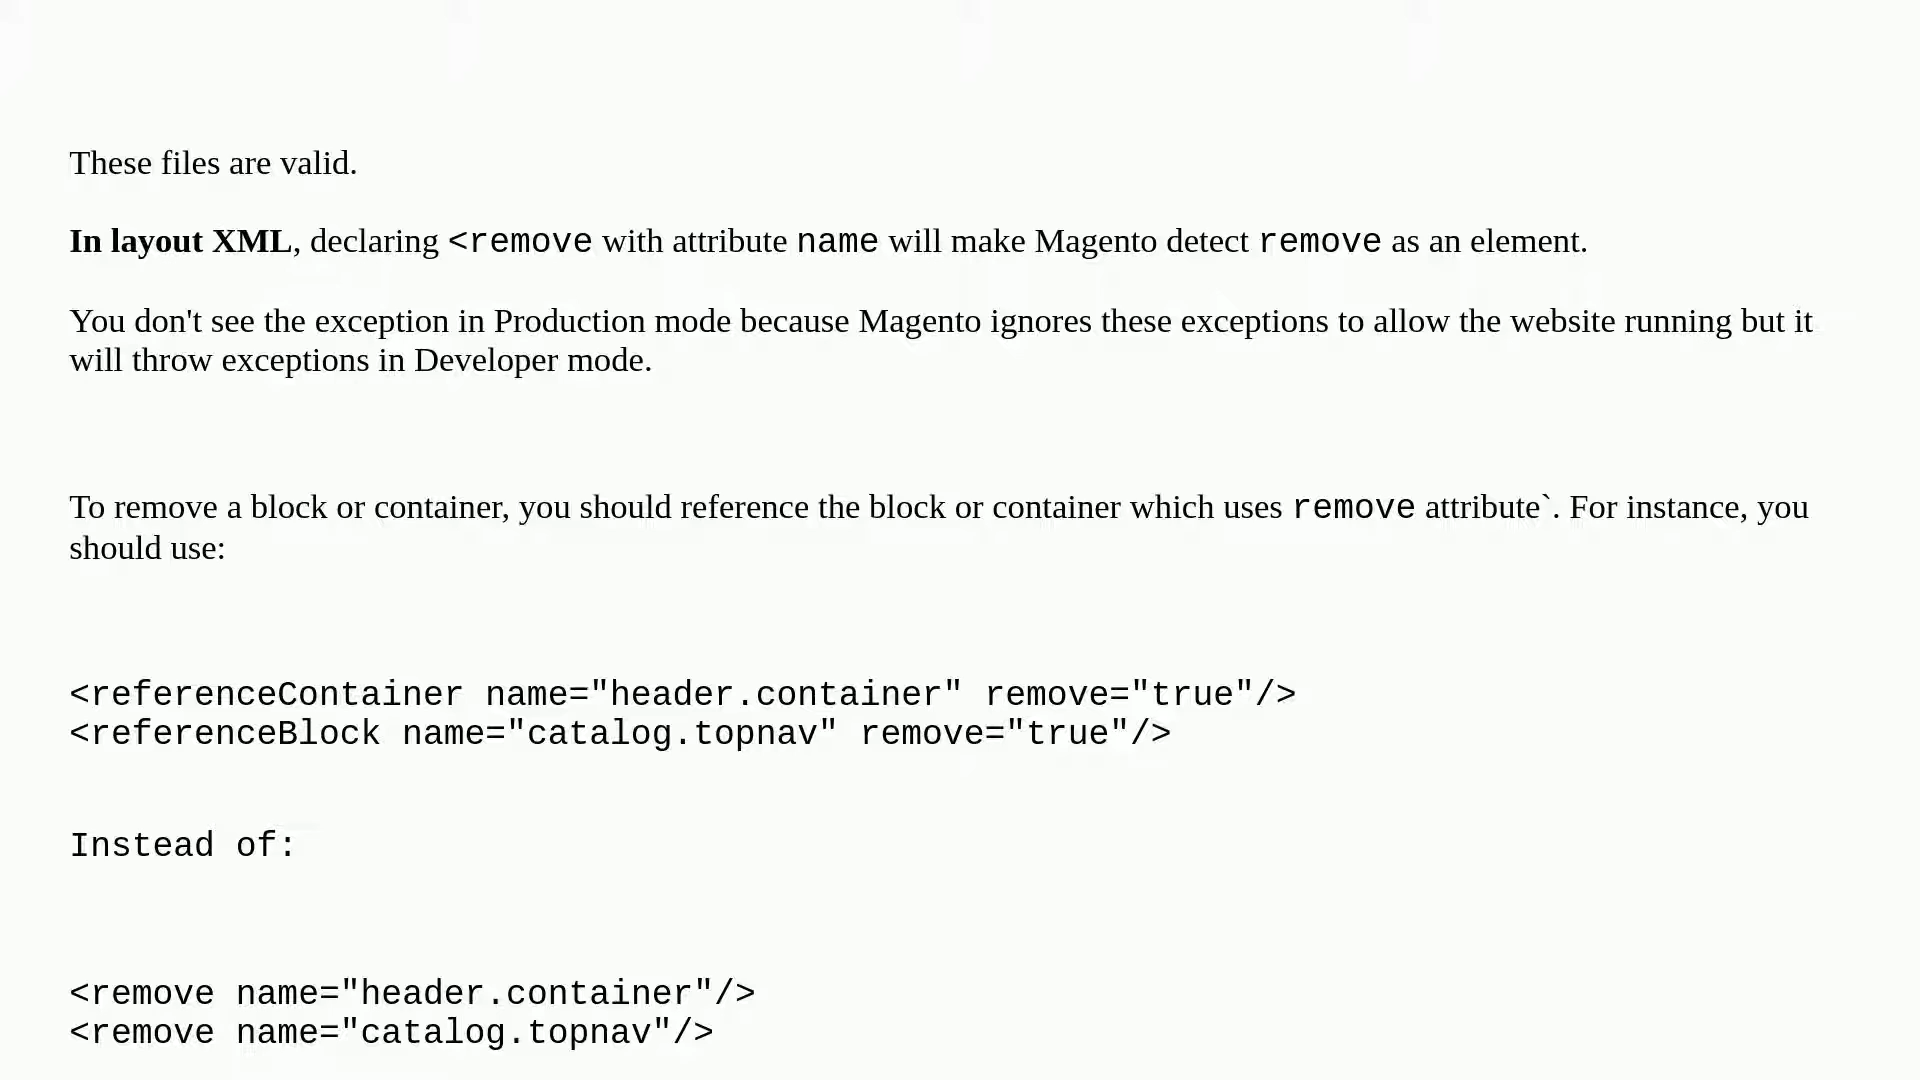 These files are valid.
In layout XML, declaring <remove with attribute name will make Magento detect remove as an element.
You don't see the exception in Production mode because Magento ignores these exceptions to allow the website running but it
will throw exceptions in Developer mode.
To remove a block or container, you should reference the block or container which uses remove attribute`. For instance, you
should use:
<referenceContainer name="header.container" remove="true"/>
<referenceBlock name="catalog.topnav" remove="true"/>
Instead of:
<remove name="header.container"/>
<remove name="catalog.topnav"/>